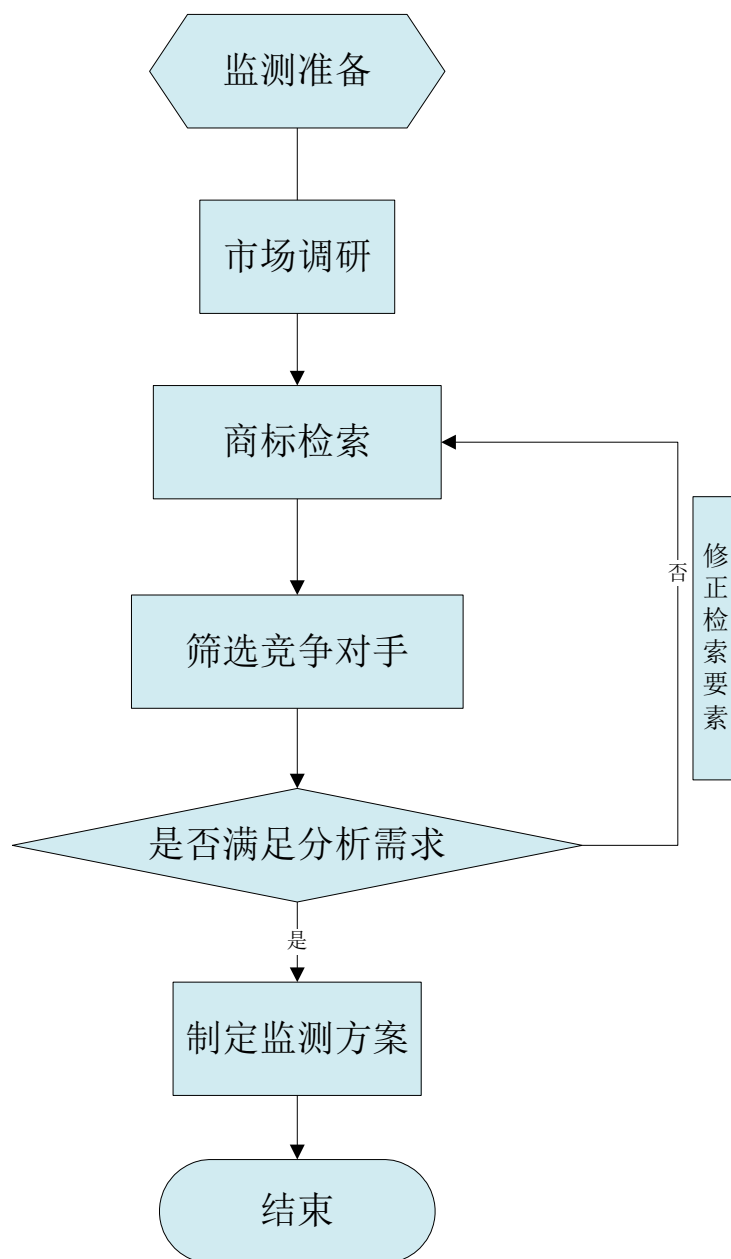 监测准备
市场调研
商标检索
筛选竞争对手
是否满足分析需求
否
修正检索要素
是
制定监测方案
结束